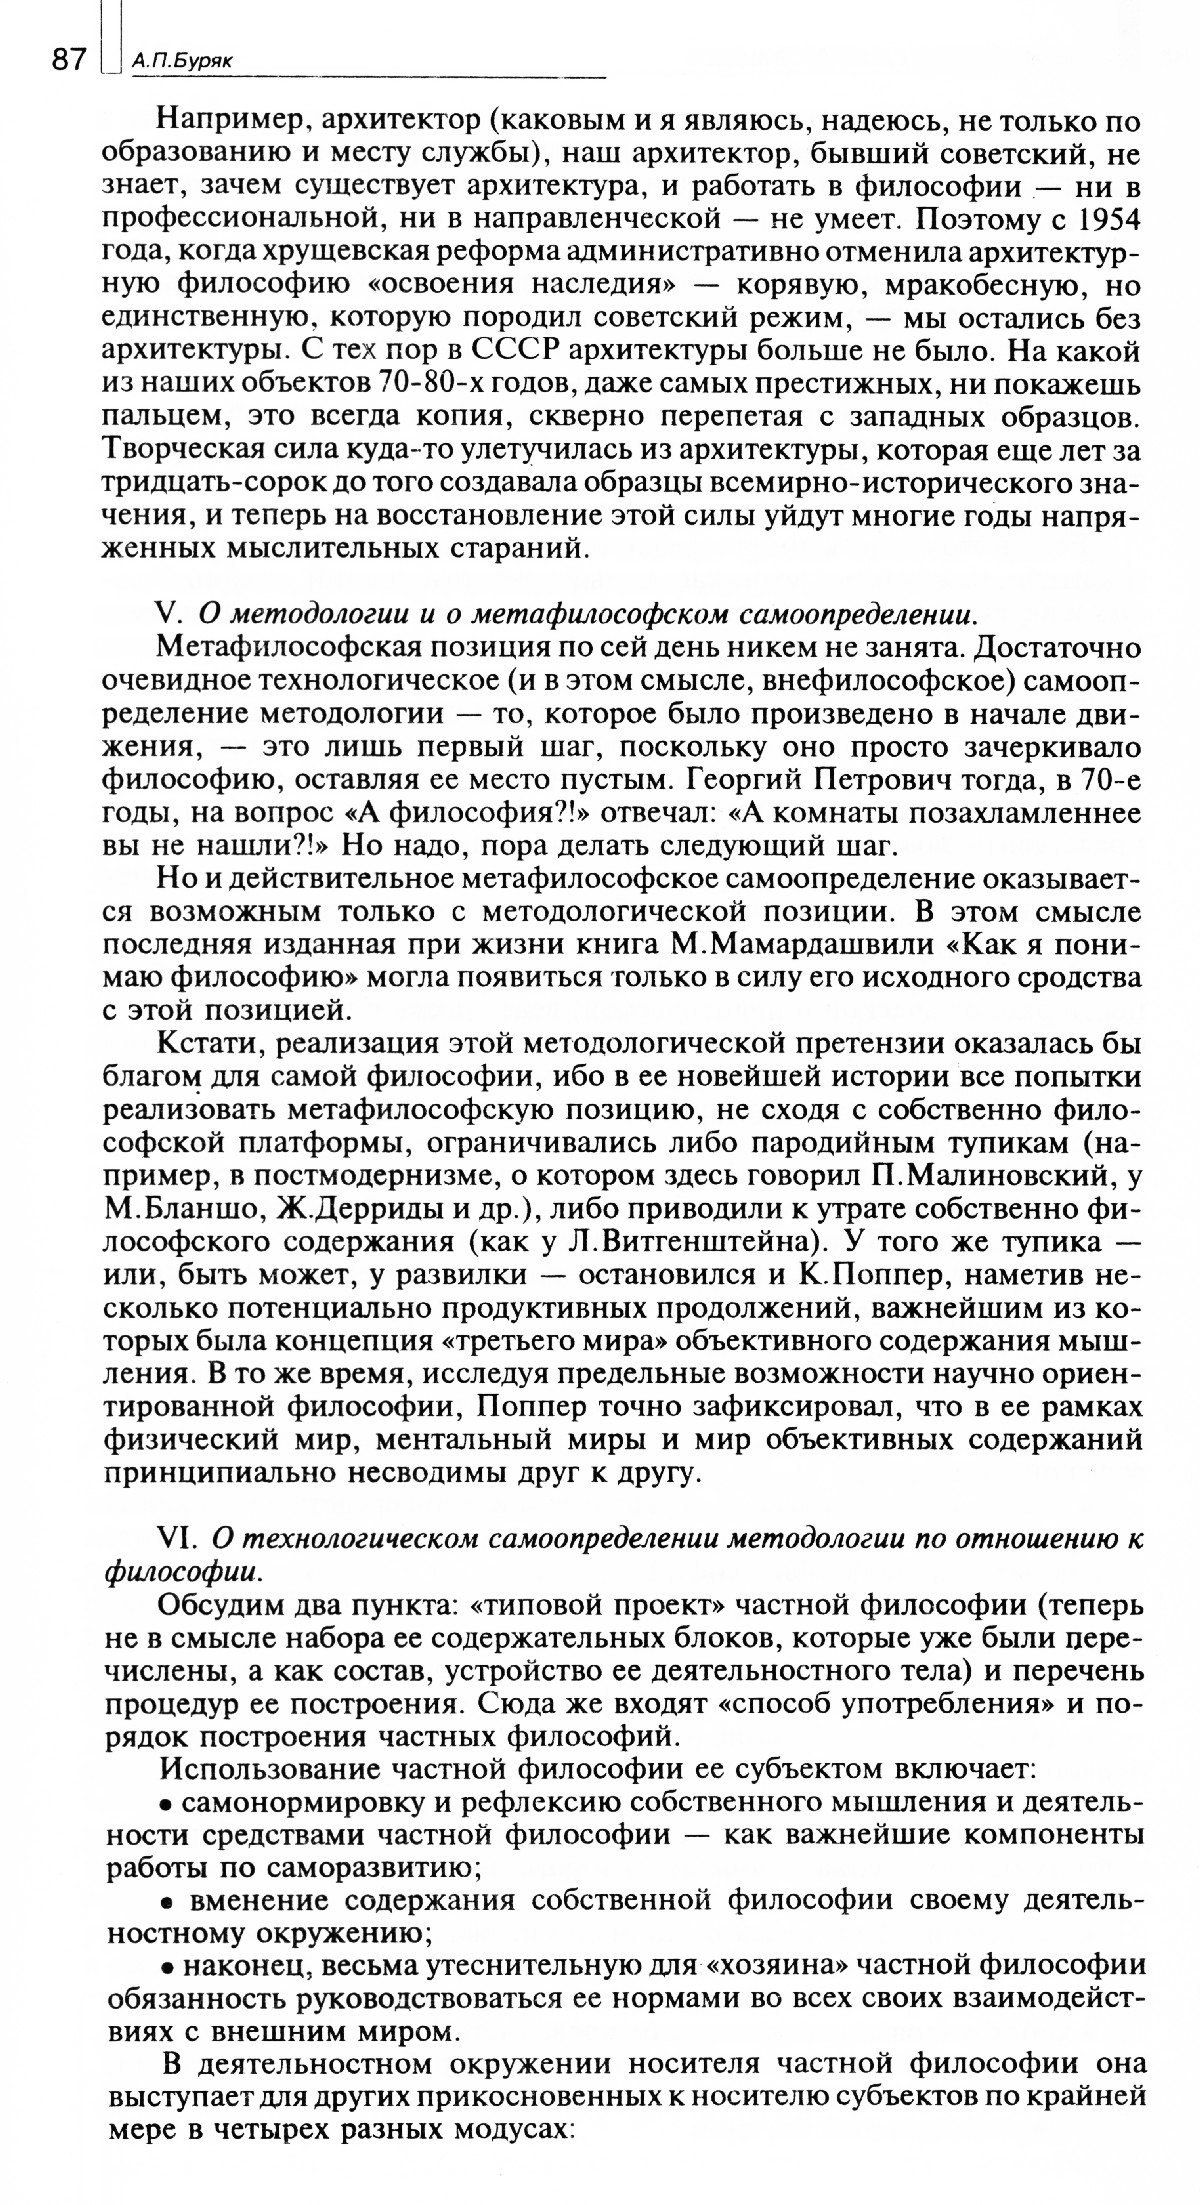 87 А.П.Буряк
Например, архитектор (каковым и я являюсь, надеюсь, не только по
образованию и месту службы), наш архитектор, бывший советский, не
знает, зачем существует архитектура, и работать в философии — ни в
профессиональной, ни в направленческой — не умеет. Поэтому с 1954
года, когда хрущевская реформа административно отменила архитектур-
ную философию «освоения наследия» — корявую, мракобесную, но
единственную, которую породил советский режим, — мы остались без
архитектуры. С тех пор в СССР архитектуры больше не было. На какой
из наших объектов 70-80-х годов, даже самых престижных, ни покажешь
пальцем, это всегда копия, скверно перепетая с западных образцов.
Творческая сила куда-то улетучилась из архитектуры, которая еще лет за
тридцать-сорок до того создавала образцы всемирно-исторического зна-
чения, и теперь на восстановление этой силы уйдут многие годы напря-
женных мыслительных стараний.
V. О методологии и о метафилософском самоопределении.
Метафилософская позиция по сей день никем не занята. Достаточно
очевидное технологическое (и в этом смысле, внефилософское) самооп-
ределение методологии — то, которое было произведено в начале дви-
жения, — это лишь первый шаг, поскольку оно просто зачеркивало
философию, оставляя ее место пустым. Георгий Петрович тогда, в 70-е
годы, на вопрос «А философия?!» отвечал: «А комнаты позахламленнее
вы не нашли?!» Но надо, пора делать следующий шаг.
Но и действительное метафилософское самоопределение оказывает-
ся возможным только с методологической позиции. В этом смысле
последняя изданная при жизни книга М.Мамардашвили «Как я пони-
маю философию» могла появиться только в силу его исходного сродства
с этой позицией.
Кстати, реализация этой методологической претензии оказалась бы
благом для самой философии, ибо в ее новейшей истории все попытки
реализовать метафилософскую позицию, не сходя с собственно фило-
софской платформы, ограничивались либо пародийным тупикам (на-
пример, в постмодернизме, о котором здесь говорил П.Малиновский, у
М.Бланшо, Ж.Дерриды и др.), либо приводили к утрате собственно фи-
лософского содержания (как у Л.Витгенштейна). У того же тупика —
или, быть может, у развилки — остановился и К.Поппер, наметив не-
сколько потенциально продуктивных продолжений, важнейшим из ко-
торых была концепция «третьего мира» объективного содержания мыш-
ления. В то же время, исследуя предельные возможности научно ориен-
тированной философии, Поппер точно зафиксировал, что в ее рамках
физический мир, ментальный миры и мир объективных содержаний
принципиально несводимы друг к другу.
VI. О технологическом самоопределении методологии по отношению к
философии.
Обсудим два пункта: «типовой проект» частной философии (теперь
не в смысле набора ее содержательных блоков, которые уже были пере-
числены, а как состав, устройство ее деятельностного тела) и перечень
процедур ее построения. Сюда же входят «способ употребления» и по-
рядок построения частных философий.
Использование частной философии ее субъектом включает:
• самонормировку и рефлексию собственного мышления и деятель-
ности средствами частной философии — как важнейшие компоненты
работы по саморазвитию;
• вменение содержания собственной философии своему деятель-
ностному окружению;
• наконец, весьма утеснительную для «хозяина» частной философии
обязанность руководствоваться ее нормами во всех своих взаимодейст-
виях с внешним миром.
В деятельностном окружении носителя частной философии она
выступает для других прикосновенных к носителю субъектов по крайней
мере в четырех разных модусах: